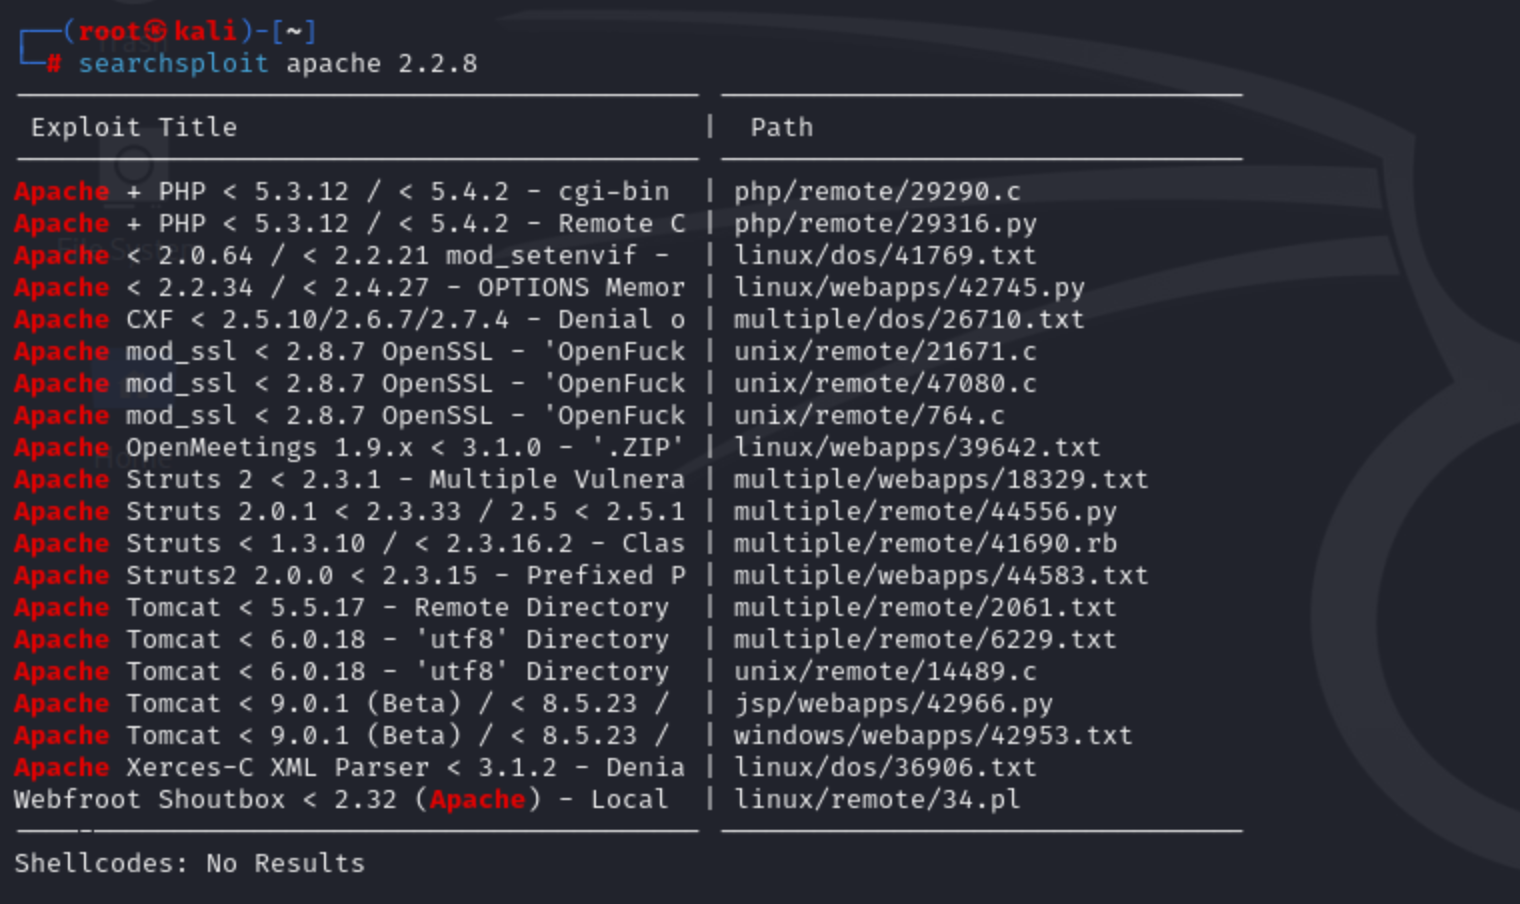 (root㉿kali)-[~]
# searchsploit apache 2.2.8
Exploit Title | Path
Apache + PHP < 5.3.12 / < 5.4.2 - cgi-bin | php/remote/29290.c
Apache + PHP < 5.3.12 / < 5.4.2 - Remote C | php/remote/29316.py
Apache < 2.0.64 / < 2.2.21 mod_setenvif - | linux/dos/41769.txt
Apache < 2.2.34 / < 2.4.27 - OPTIONS Memor | linux/webapps/42745.py
Apache CXF < 2.5.10/2.6.7/2.7.4 - Denial o | multiple/dos/26710.txt
Apache mod_ssl < 2.8.7 OpenSSL - 'OpenFuck | unix/remote/21671.c
Apache mod_ssl < 2.8.7 OpenSSL - 'OpenFuck | unix/remote/47080.c
Apache mod_ssl < 2.8.7 OpenSSL - 'OpenFuck | unix/remote/764.c
Apache OpenMeetings 1.9.x < 3.1.0 - '.ZIP' | linux/webapps/39642.txt
Apache Struts 2 < 2.3.1 - Multiple Vulnera | multiple/webapps/18329.txt
Apache Struts 2.0.1 < 2.3.33 / 2.5 < 2.5.1 | multiple/remote/44556.py
Apache Struts < 1.3.10 / < 2.3.16.2 - Clas | multiple/remote/41690.rb
Apache Struts2 2.0.0 < 2.3.15 - Prefixed P | multiple/webapps/44583.txt
Apache Tomcat < 5.5.17 - Remote Directory | multiple/remote/2061.txt
Apache Tomcat < 6.0.18 - 'utf8' Directory | multiple/remote/6229.txt
Apache Tomcat < 6.0.18 - 'utf8' Directory | unix/remote/14489.c
Apache Tomcat < 9.0.1 (Beta) / < 8.5.23 / | jsp/webapps/42966.py
Apache Tomcat < 9.0.1 (Beta) / < 8.5.23 / | windows/webapps/42953.txt
Apache Xerces-C XML Parser < 3.1.2 - Denia | linux/dos/36906.txt
Webfroot Shoutbox < 2.32 (Apache) - Local | linux/remote/34.pl
Shellcodes: No Results